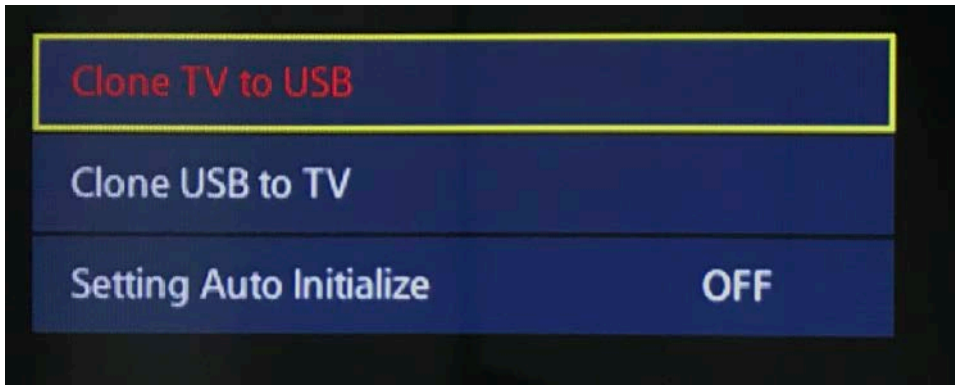 Clone TV to USB
Clone USB to TV
Setting Auto Initialize OFF